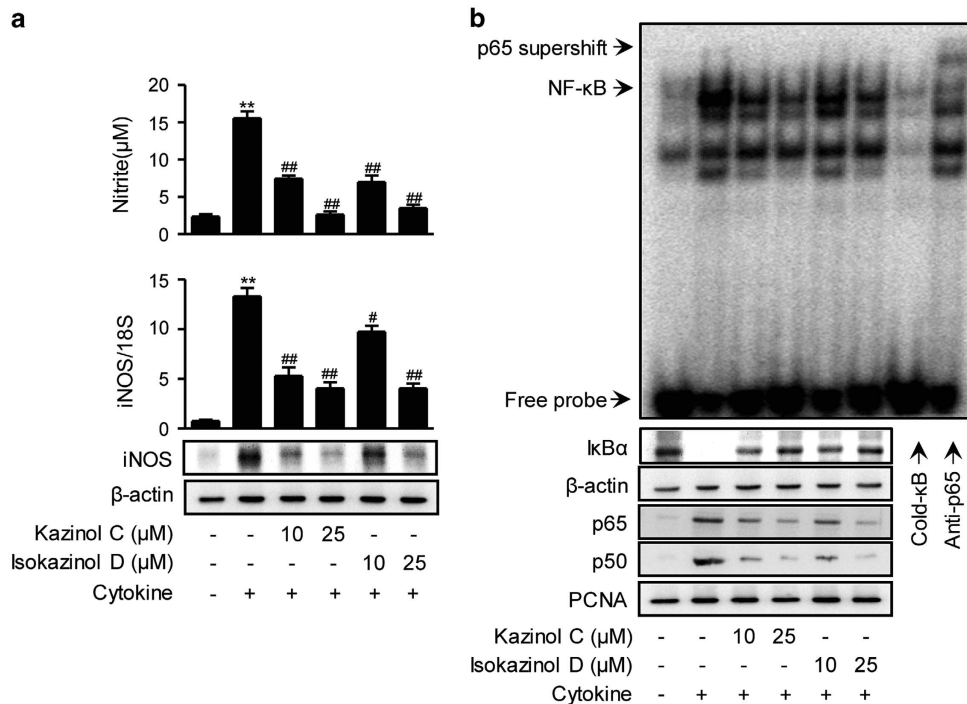 a
20
15
10
5
0
Nitrite(μM)
**
##
##
##
##
15
10
5
0
iNOS/18S
**
##
##
#
##
iNOS
β-actin
Kazinol C (μM) - - 10 25 - -
Isokazinol D (μM) - - - - 10 25
Cytokine - + + + + +
b
p65 supershift
NF-κB
Free probe
IκBα
β-actin
p65
p50
PCNA
Cold-κB
Anti-p65
Kazinol C (μM) - - 10 25 - -
Isokazinol D (μM) - - - - 10 25
Cytokine - + + + + +